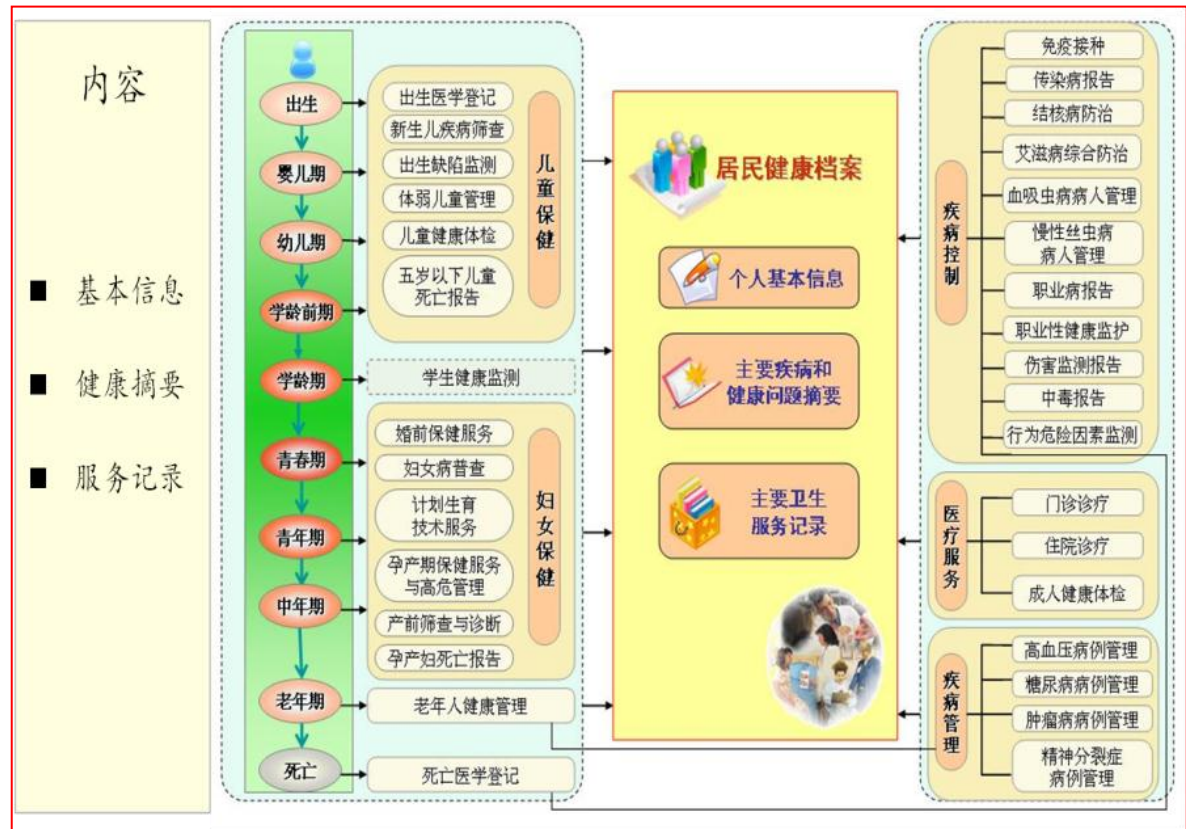 内容
■ 基本信息
■ 健康摘要
■ 服务记录
出生
婴儿期
幼儿期
学龄前期
学龄期
青春期
青年期
中年期
老年期
死亡
出生医学登记
新生儿疾病筛查
出生缺陷监测
体弱儿童管理
儿童健康体检
五岁以下儿童
死亡报告
儿童保健
学生健康监测
婚前保健服务
妇女病普查
计划生育
技术服务
孕产期保健服务
与高危管理
产前筛查与诊断
孕产妇死亡报告
妇女保健
老年人健康管理
死亡医学登记
居民健康档案
个人基本信息
主要疾病和
健康问题摘要
主要卫生
服务记录
疾病控制
免疫接种
传染病报告
结核病防治
艾滋病综合防治
血吸虫病病人管理
慢性丝虫病
病人管理
职业病报告
职业性健康监护
伤害监测报告
中毒报告
行为危险因素监测
医疗服务
门诊诊疗
住院诊疗
成人健康体检
疾病管理
高血压病例管理
糖尿病病例管理
肿瘤病病例管理
精神分裂症
病例管理